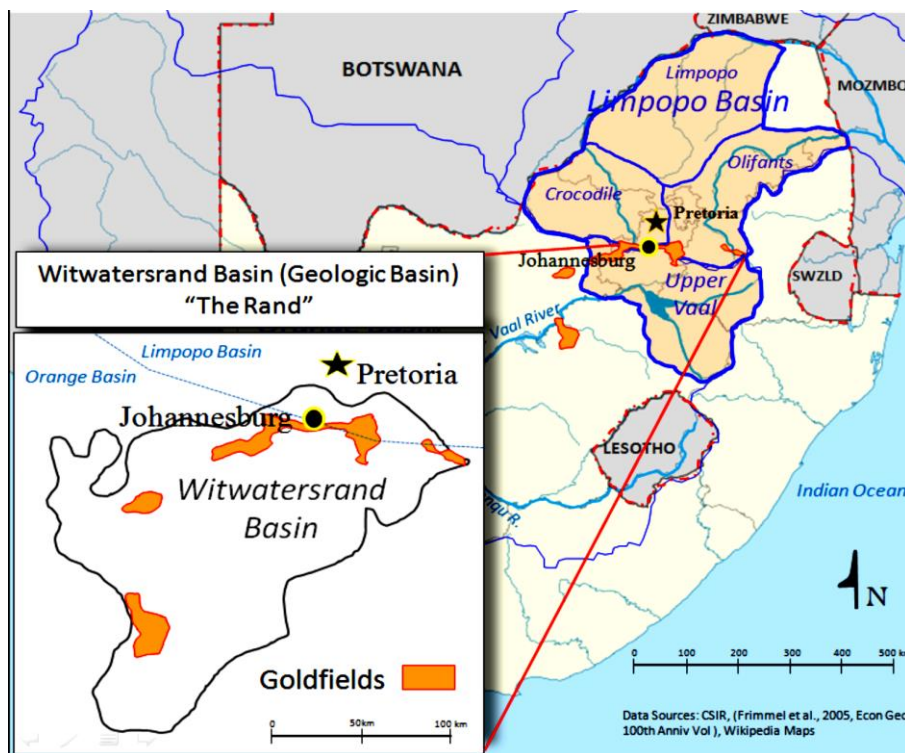 ZIMBABWE
BOTSWANA
Limpopo
Limpopo Basin
MOZMBQ
Olifants
Crocodile
Pretoria
Johannesburg
SWZLD
Upper
Vaal
Vaal River
LESOTHO
Indian Ocean
N
0 100 200 300 400 500 km
Data Sources: CSIR, (Frimmel et al., 2005, Econ Geo
100th Anniv Vol ), Wikipedia Maps
Witwatersrand Basin (Geologic Basin)
“The Rand”
Limpopo Basin
Orange Basin
Pretoria
Johannesburg
Witwatersrand
Basin
Goldfields
0 50km 100 km